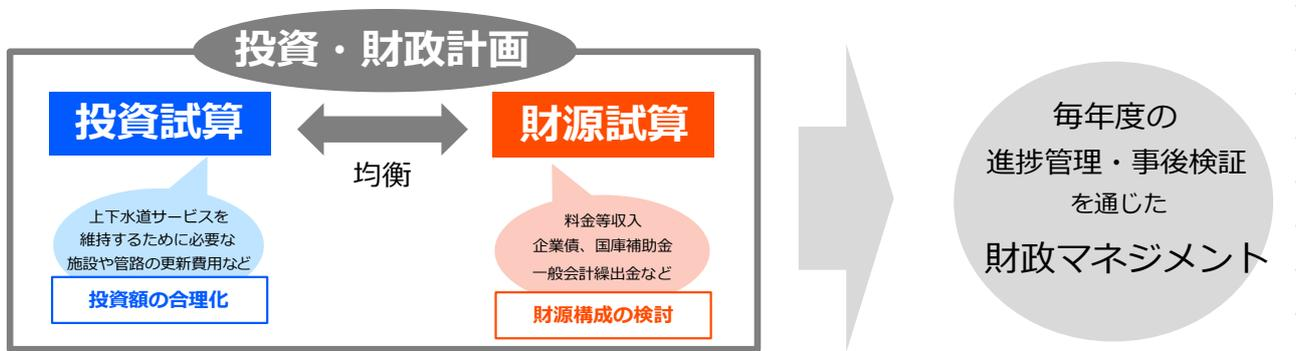 投資・財政計画
投資試算
均衡
財源試算
上下水道サービスを
維持するために必要な
施設や管路の更新費用など
投資額の合理化
料金等収入
企業債、国庫補助金
一般会計繰出金など
財源構成の検討
毎年度の
進捗管理・事後検証
を通じた
財政マネジメント